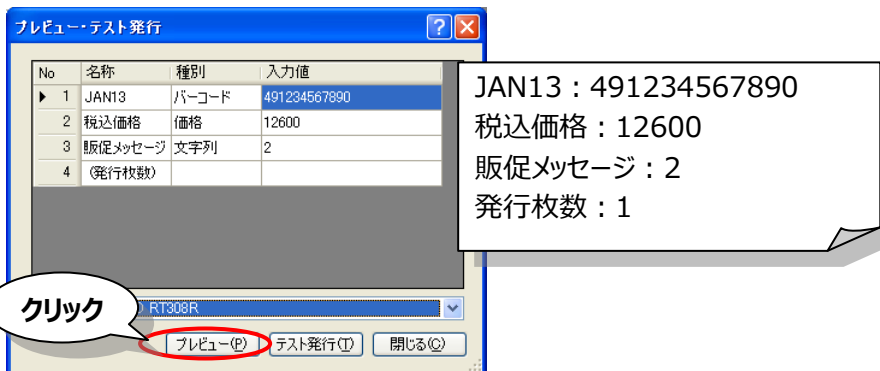 プレビュー・テスト発行
No 名称 種別 入力値
1 JAN13 バーコード 491234567890
2 税込価格 価格 12600
3 販促メッセージ 文字列 2
4 (発行枚数)
RT308R
プレビュー(P) テスト発行(T) 閉じる(C)
クリック
JAN13：491234567890
税込価格：12600
販促メッセージ：2
発行枚数：1